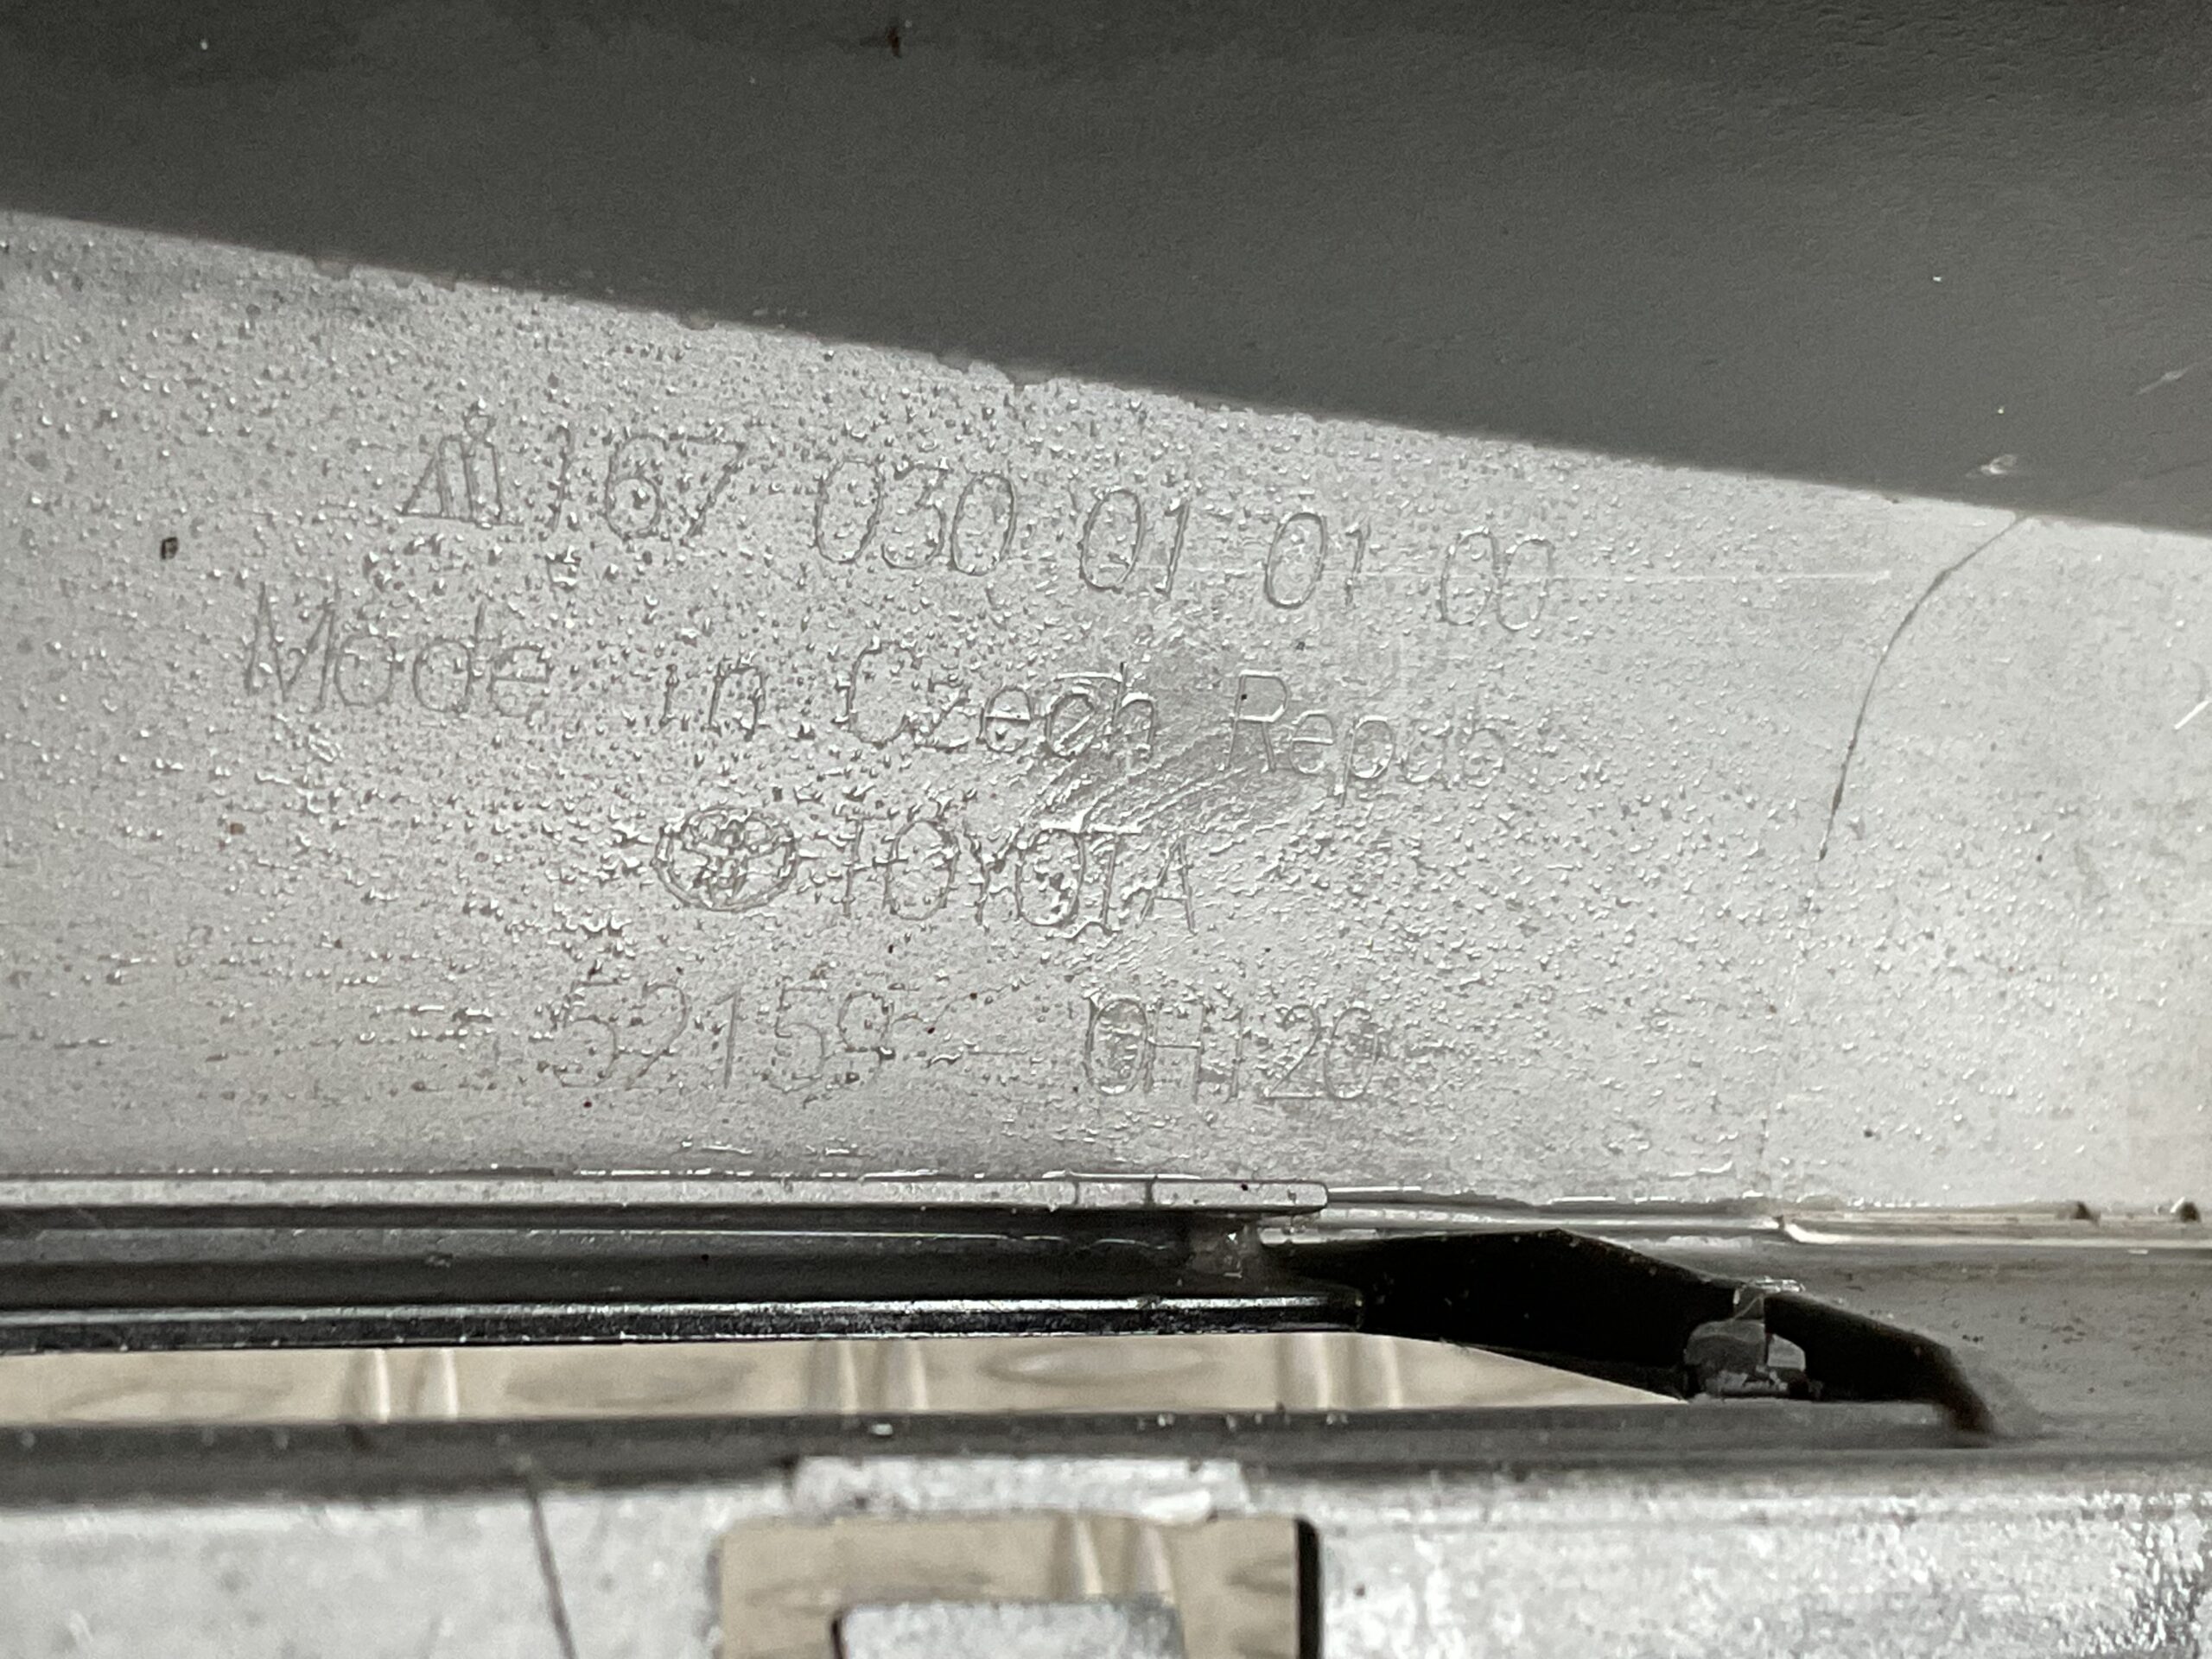 167 030 01 01 00
Made in Czech Repub
TOYOTA
52159 - 0H120